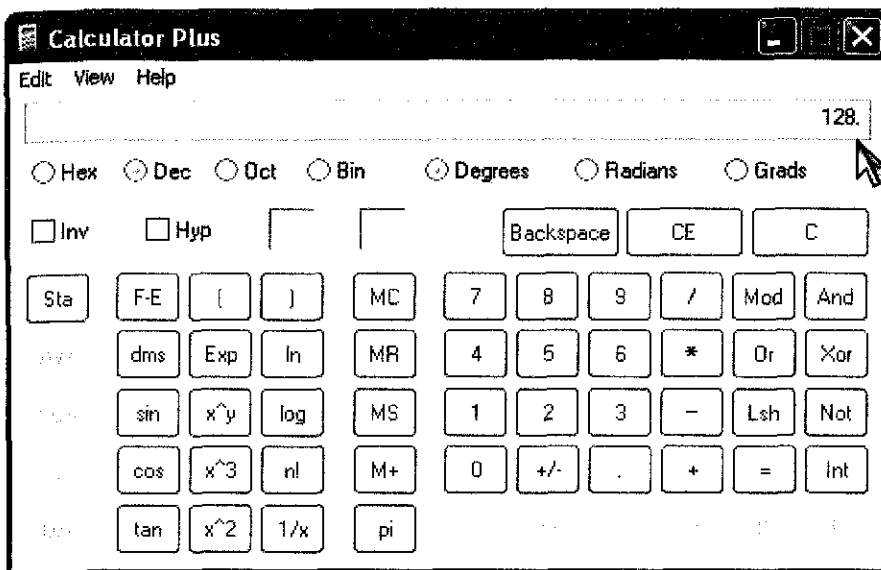 Calculator Plus
Edit View Help
128.
Hex Dec Oct Bin Degrees Radians Grads
Inv Hyp Backspace CE C
Sta F-E ( ) MC 7 8 9 / Mod And
dms Exp ln MR 4 5 6 * Or Xor
sin x^y log MS 1 2 3 - Lsh Not
cos x^3 n! M+ 0 +/- . + = Int
tan x^2 1/x pi